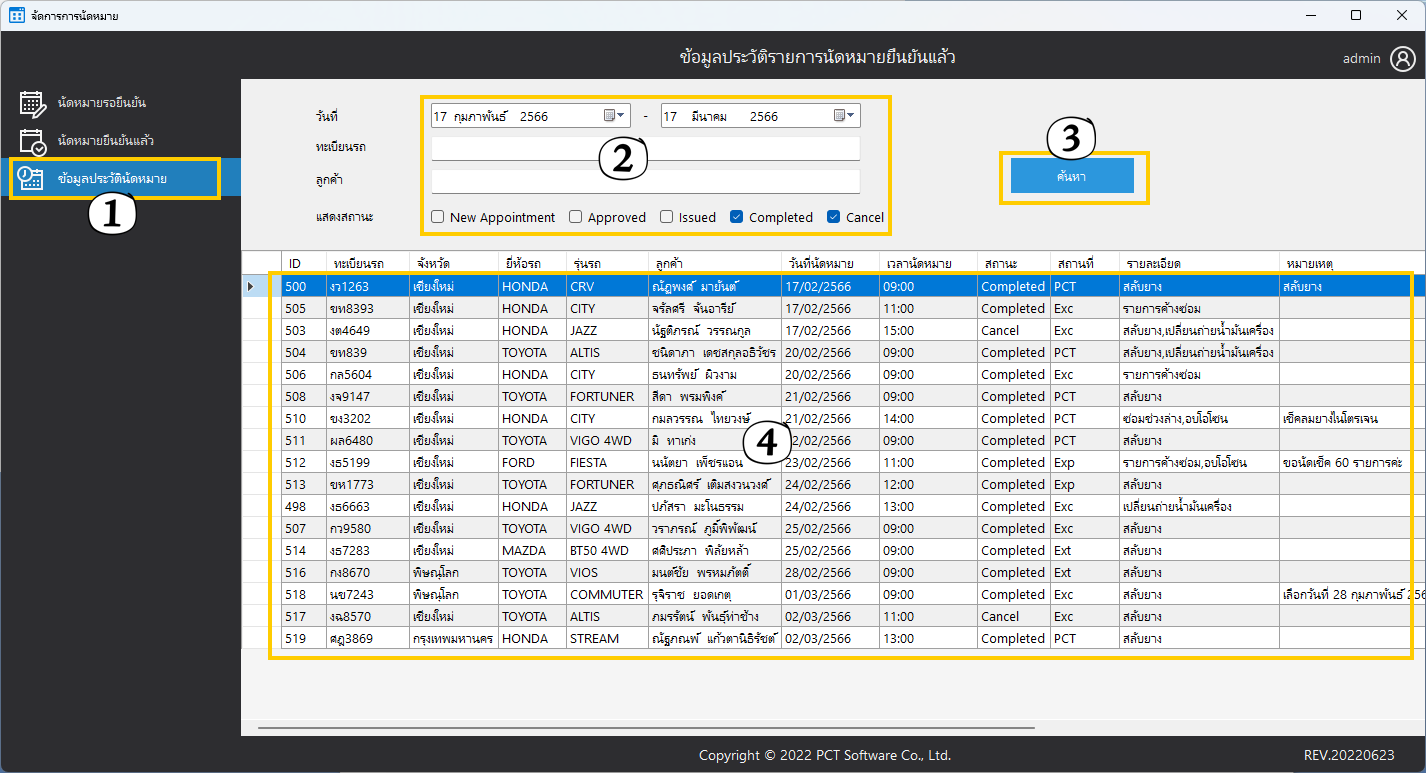 จัดการการนัดหมาย
ข้อมูลประวัติรายการนัดหมายยืนยันแล้ว
admin
นัดหมายรอยืนยัน
นัดหมายยืนยันแล้ว
ข้อมูลประวัตินัดหมาย
1
วันที่ 17 กุมภาพันธ์ 2566 - 17 มีนาคม 2566
ทะเบียนรถ
2
ลูกค้า
3
ค้นหา
แสดงสถานะ New Appointment Approved Issued Completed Cancel
ID ทะเบียนรถ จังหวัด ยี่ห้อรถ รุ่นรถ ลูกค้า วันที่นัดหมาย เวลานัดหมาย สถานะ สถานที่ รายละเอียด หมายเหตุ
500 งว1263 เชียงใหม่ HONDA CRV ณัฏพงศ์ มายันต์ 17/02/2566 09:00 Completed PCT สลับยาง สลับยาง
505 ขท8393 เชียงใหม่ HONDA CITY จรัลศรี จันอารีย์ 17/02/2566 11:00 Completed Exc รายการค้างซ่อม
503 งต4649 เชียงใหม่ HONDA JAZZ นัฐติภรณ์ วรรณกูล 17/02/2566 15:00 Cancel Exc สลับยาง,เปลี่ยนถ่ายน้ำมันเครื่อง
504 ขท839 เชียงใหม่ TOYOTA ALTIS ชนิดาภา เดชสกุลอธิวัชร 20/02/2566 09:00 Completed PCT สลับยาง,เปลี่ยนถ่ายน้ำมันเครื่อง
506 กล5604 เชียงใหม่ HONDA CITY ธนทรัพย์ ผิวงาม 20/02/2566 09:00 Completed Exc รายการค้างซ่อม
508 งจ9147 เชียงใหม่ TOYOTA FORTUNER สีดา พรมพิงค์ 21/02/2566 09:00 Completed PCT สลับยาง
510 ขง3202 เชียงใหม่ HONDA CITY กมลวรรณ ไทยวงษ์ 21/02/2566 14:00 Completed PCT ซ่อมช่วงล่าง,อบโอโซน เช็คลมยางไนโตรเจน
511 ผล6480 เชียงใหม่ TOYOTA VIGO 4WD มิ ทาเก่ง 2/02/2566 09:00 Completed PCT สลับยาง
4
512 งธ5199 เชียงใหม่ FORD FIESTA นนัตยา เพ็ชรแอน 23/02/2566 11:00 Completed Exp รายการค้างซ่อม,อบโอโซน ขอนัดเช็ค 60 รายการค่ะ
513 ขห1773 เชียงใหม่ TOYOTA FORTUNER ศุภธณิศร์ เติมสงวนวงศ์ 24/02/2566 12:00 Completed Exp สลับยาง
498 งธ6663 เชียงใหม่ HONDA JAZZ ปภัสรา มะโนธรรม 24/02/2566 13:00 Completed Exc เปลี่ยนถ่ายน้ำมันเครื่อง
507 กว9580 เชียงใหม่ TOYOTA VIGO 4WD วราภรณ์ ภูมิ์พิพัฒน์ 25/02/2566 09:00 Completed Exc สลับยาง
514 งธ7283 เชียงใหม่ MAZDA BT50 4WD ศศิประภา พิลัยหล้า 25/02/2566 09:00 Completed Ext สลับยาง
516 กง8670 พิษณุโลก TOYOTA VIOS มนต์ชัย พรหมภัตติ์ 28/02/2566 09:00 Completed Ext สลับยาง
518 นข7243 พิษณุโลก TOYOTA COMMUTER รุจิราช ยอดเกตุ 01/03/2566 09:00 Completed Exc สลับยาง เลือกวันที่ 28 กุมภาพันธ์ 256
517 งฉ8570 เชียงใหม่ TOYOTA ALTIS ภมรรัตน์ พันธุ์ท่าช้าง 02/03/2566 11:00 Cancel Exc สลับยาง
519 ศฎ3869 กรุงเทพมหานคร HONDA STREAM ณัฐภณพ์ แก้วตานิธิรัชต์ 02/03/2566 13:00 Completed PCT สลับยาง
Copyright © 2022 PCT Software Co., Ltd.
REV.20220623